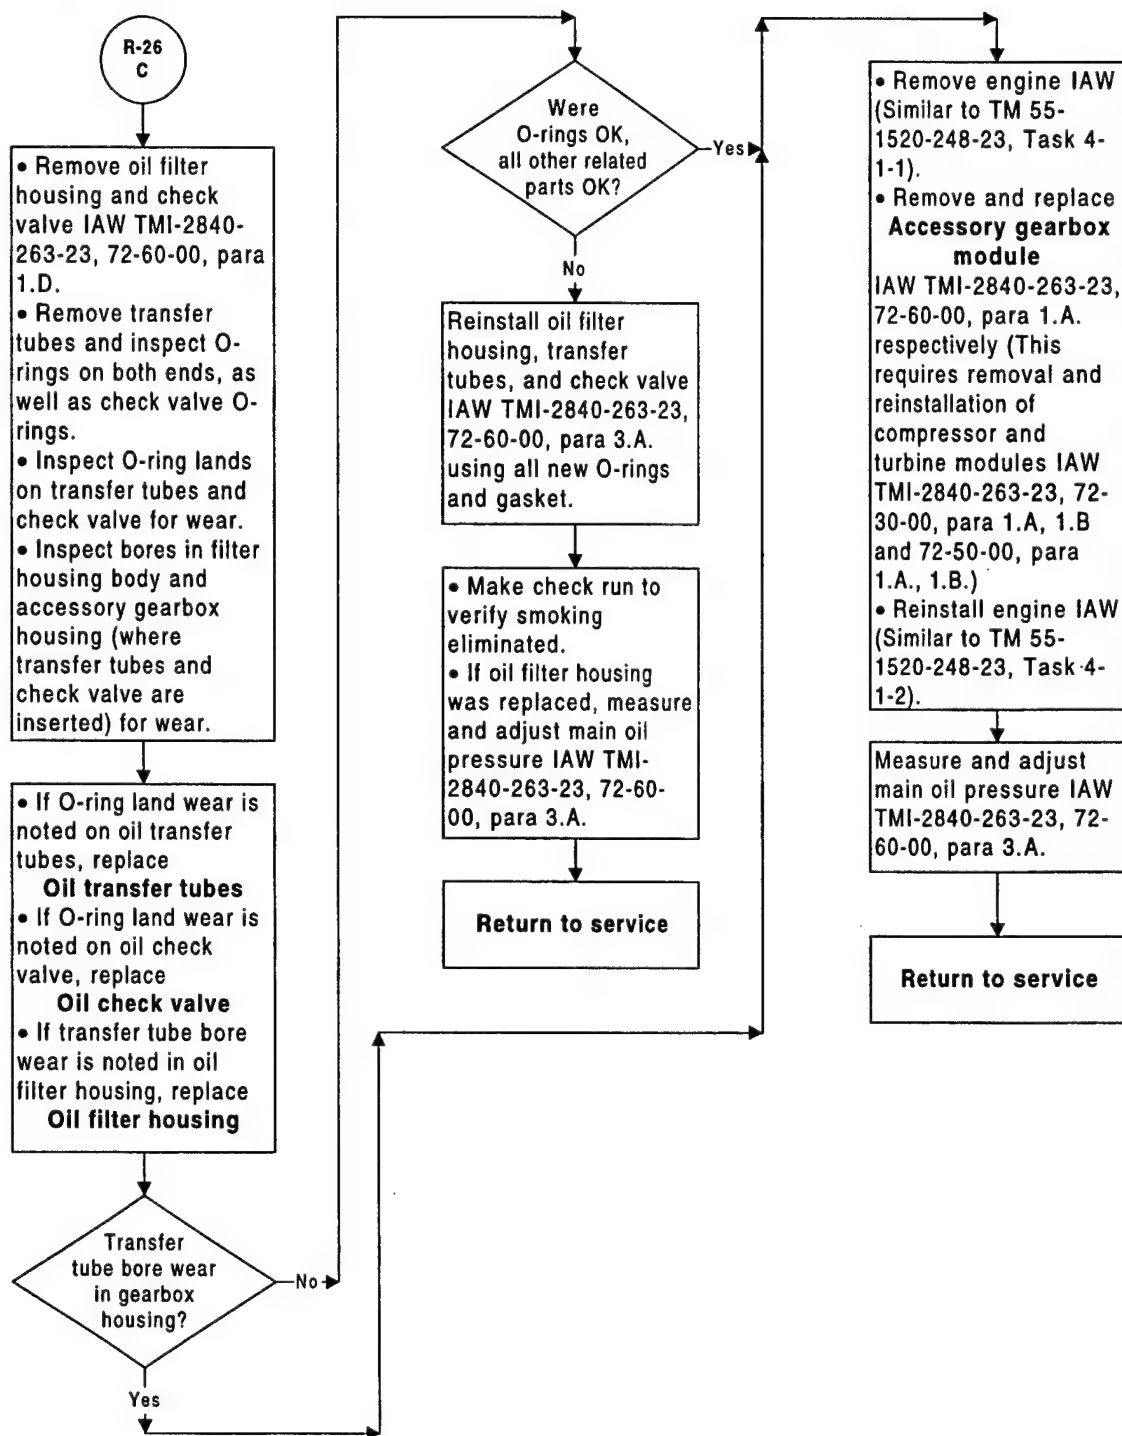 R-26
C
• Remove oil filter
housing and check
valve IAW TMI-2840-
263-23, 72-60-00, para
1.D.
• Remove transfer
tubes and inspect O-
rings on both ends, as
well as check valve O-
rings.
• Inspect O-ring lands
on transfer tubes and
check valve for wear.
• Inspect bores in filter
housing body and
accessory gearbox
housing (where
transfer tubes and
check valve are
inserted) for wear.
• If O-ring land wear is
noted on oil transfer
tubes, replace
Oil transfer tubes
• If O-ring land wear is
noted on oil check
valve, replace
Oil check valve
• If transfer tube bore
wear is noted in oil
filter housing, replace
Oil filter housing
Transfer
tube bore wear
in gearbox
housing?
No
Yes
Were
O-rings OK,
all other related
parts OK?
Yes
No
Reinstall oil filter
housing, transfer
tubes, and check valve
IAW TMI-2840-263-23,
72-60-00, para 3.A.
using all new O-rings
and gasket.
• Make check run to
verify smoking
eliminated.
• If oil filter housing
was replaced, measure
and adjust main oil
pressure IAW TMI-
2840-263-23, 72-60-
00, para 3.A.
Return to service
• Remove engine IAW
(Similar to TM 55-
1520-248-23, Task 4-
1-1).
• Remove and replace
Accessory gearbox
module
IAW TMI-2840-263-23,
72-60-00, para 1.A.
respectively (This
requires removal and
reinstallation of
compressor and
turbine modules IAW
TMI-2840-263-23, 72-
30-00, para 1.A, 1.B
and 72-50-00, para
1.A., 1.B.)
• Reinstall engine IAW
(Similar to TM 55-
1520-248-23, Task 4-
1-2).
Measure and adjust
main oil pressure IAW
TMI-2840-263-23, 72-
60-00, para 3.A.
Return to service